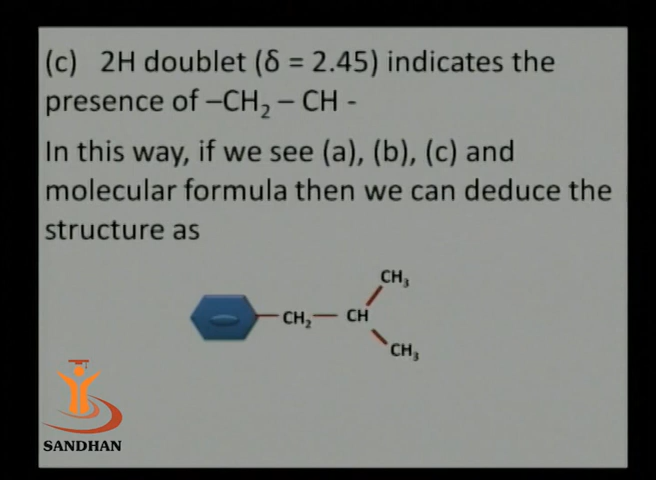 (c) 2H doublet (δ = 2.45) indicates the
presence of –CH₂ – CH -
In this way, if we see (a), (b), (c) and
molecular formula then we can deduce the
structure as
CH₃
CH₂
CH
CH₃
SANDHAN